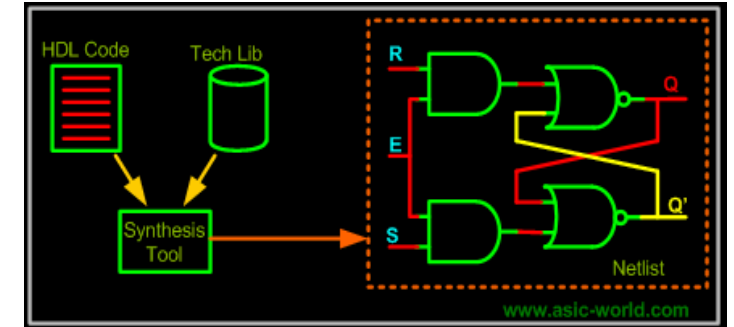 HDL Code
Tech Lib
Synthesis
Tool
R
E
S
Q
Q'
Netlist
www.asic-world.com